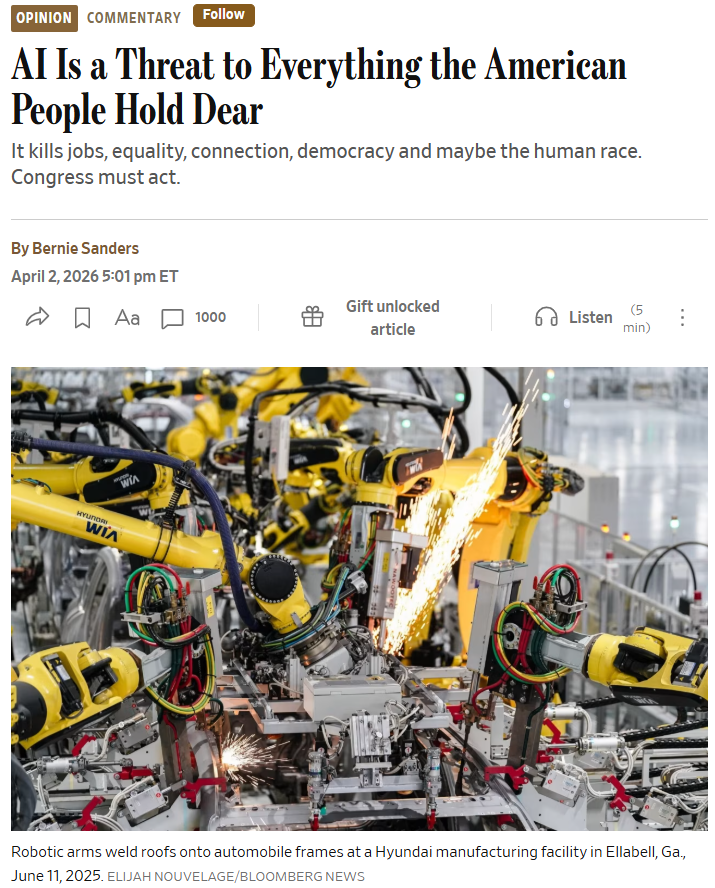 OPINION COMMENTARY Follow
AI Is a Threat to Everything the American
People Hold Dear
It kills jobs, equality, connection, democracy and maybe the human race.
Congress must act.
By Bernie Sanders
April 2, 2026 5:01 pm ET
Aa 1000 Gift unlocked
article
Listen (5
min)
WIA
WIA
HYUNDAI
WIA
Robotic arms weld roofs onto automobile frames at a Hyundai manufacturing facility in Ellabell, Ga.,
June 11, 2025. ELIJAH NOUVELAGE/BLOOMBERG NEWS